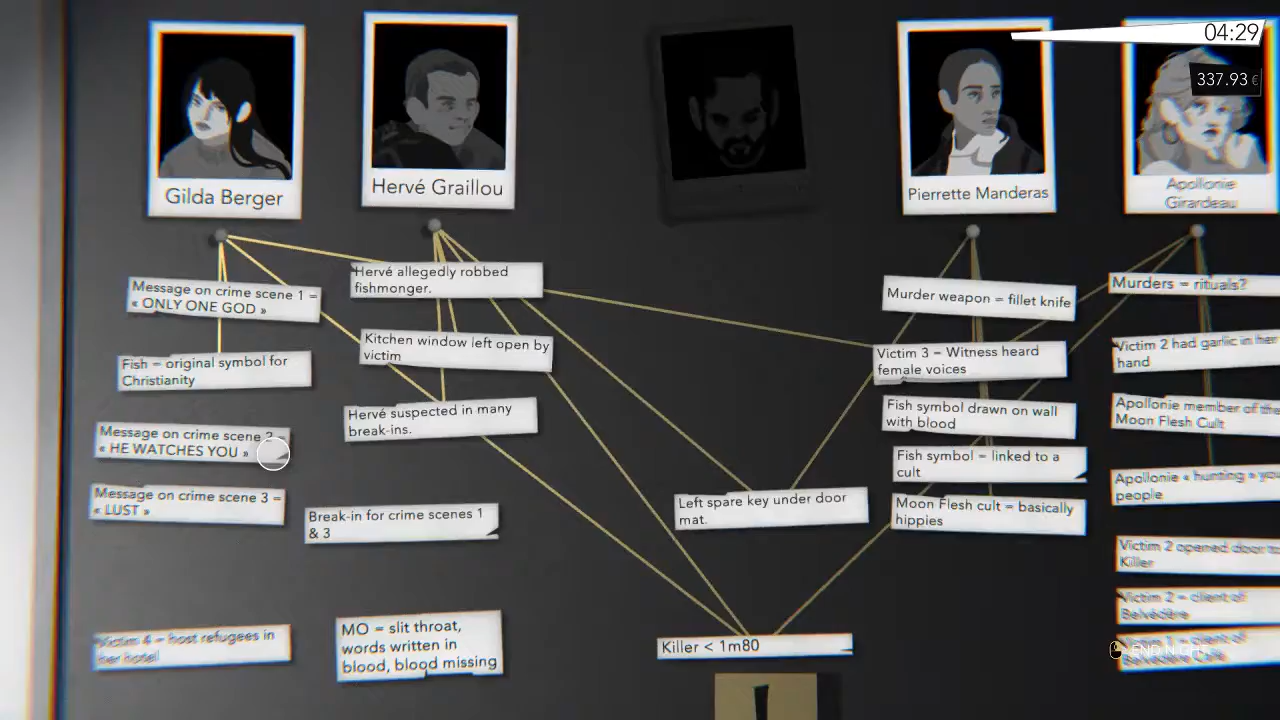 04:29
337.93 €
Gilda Berger
Hervé Graillou
Pierrette Manderas
Apollonie
Girardeau
Message on crime scene 1 =
« ONLY ONE GOD »
Fish = original symbol for
Christianity
Message on crime scene 2 =
« HE WATCHES YOU »
Message on crime scene 3 =
« LUST »
Victim 4 = host refugees in
her hotel
Hervé allegedly robbed
fishmonger.
Kitchen window left open by
victim
Hervé suspected in many
break-ins.
Break-in for crime scenes 1
& 3
MO = slit throat,
words written in
blood, blood missing
Left spare key under door
mat.
Killer < 1m80
Murder weapon = fillet knife
Victim 3 = Witness heard
female voices
Fish symbol drawn on wall
with blood
Fish symbol = linked to a
cult
Moon Flesh cult = basically
hippies
Murders = rituals?
Victim 2 had garlic in her
hand
Apollonie member of the
Moon Flesh Cult
Apollonie « hunting »
people
Victim 2 opened door to
Killer
Victim 2 = client of
Belvédère
Victim 1 = client of
END NIGHT